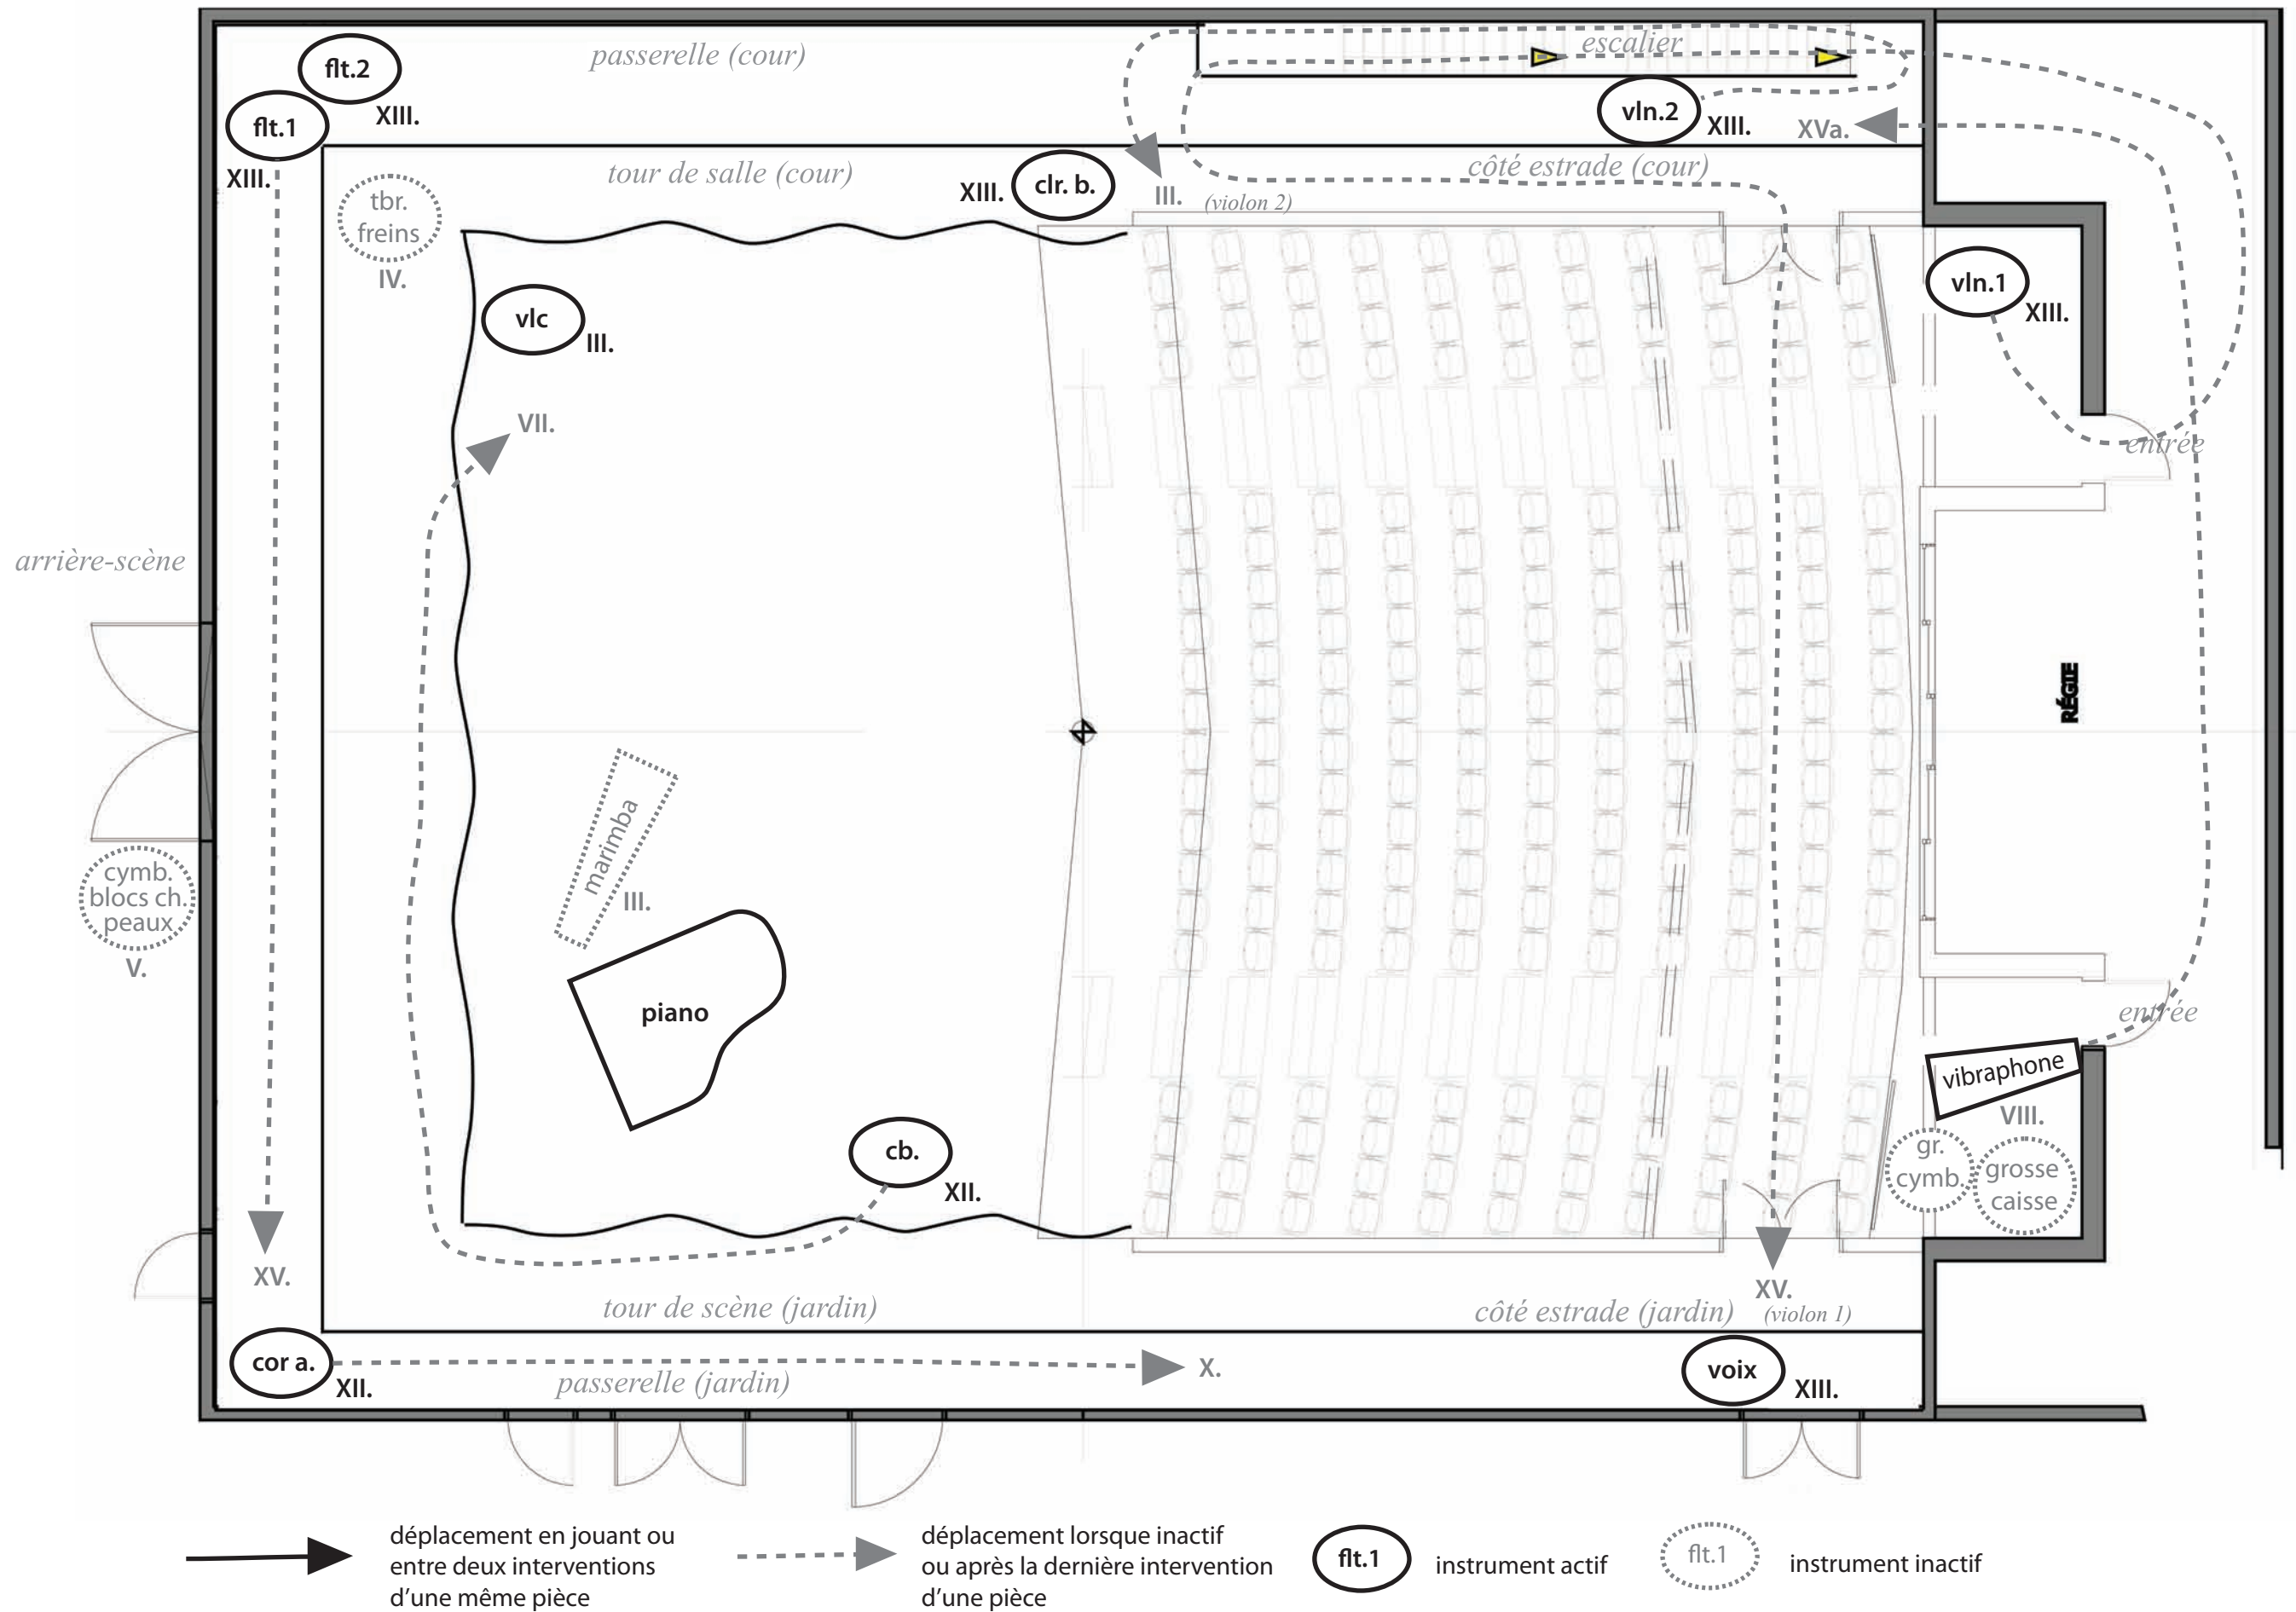 passerelle (cour)
escalier
flt.2
XIII.
flt.1
XIII.
vln.2
XIII.
XVa.
tour de salle (cour)
côté estrade (cour)
XIII.
clr. b.
III.
(violon 2)
tbr.
freins
IV.
vlc
III.
vln.1
XIII.
VII.
entrée
arrière-scène
RÉGIE
marimba
III.
cymb.
blocs ch.
peaux
V.
piano
entrée
vibraphone
VIII.
gr.
cymb.
grosse
caisse
cb.
XII.
XV.
XV.
(violon 1)
tour de scène (jardin)
côté estrade (jardin)
cor a.
XII.
passerelle (jardin)
X.
voix
XIII.
déplacement en jouant ou
entre deux interventions
d’une même pièce
déplacement lorsque inactif
ou après la dernière intervention
d’une pièce
flt.1
instrument actif
flt.1
instrument inactif